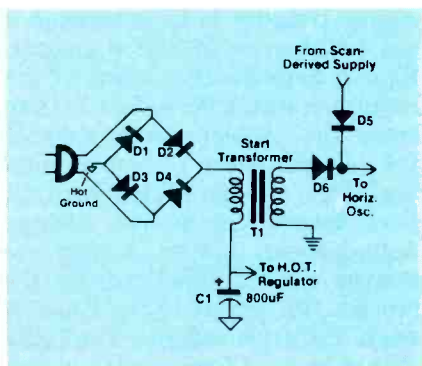 From Scan-
Derived Supply
D1
D2
D5
Start
Transformer
D3
D4
D6
Hot
Ground
To
Horiz.
Osc.
T1
To H.O.T.
Regulator
+
C1
800uF